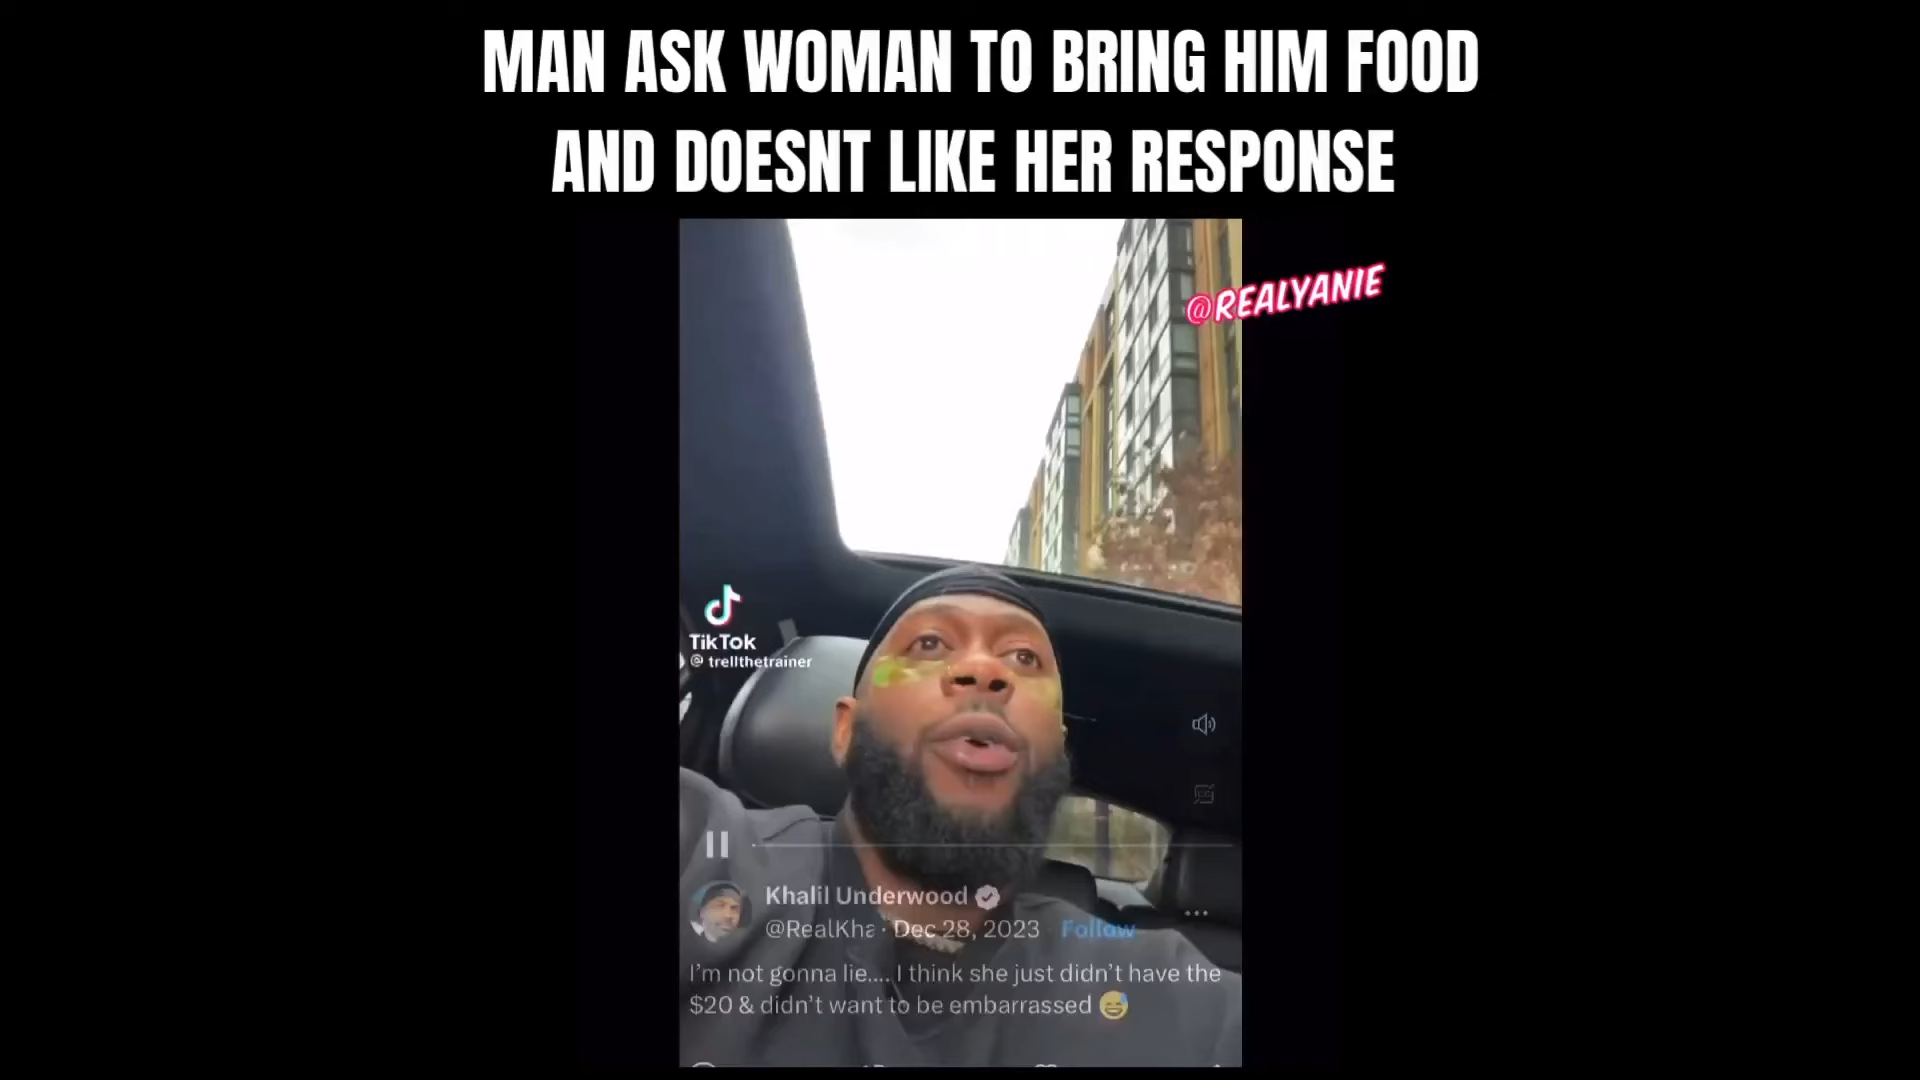 MAN ASK WOMAN TO BRING HIM FOOD
AND DOESNT LIKE HER RESPONSE
@REALYANIE
TikTok
@ trellthetrainer
Khalil Underwood
@RealKha · Dec 28, 2023 Follow
I'm not gonna lie.... I think she just didn't have the
$20 & didn't want to be embarrassed 😅